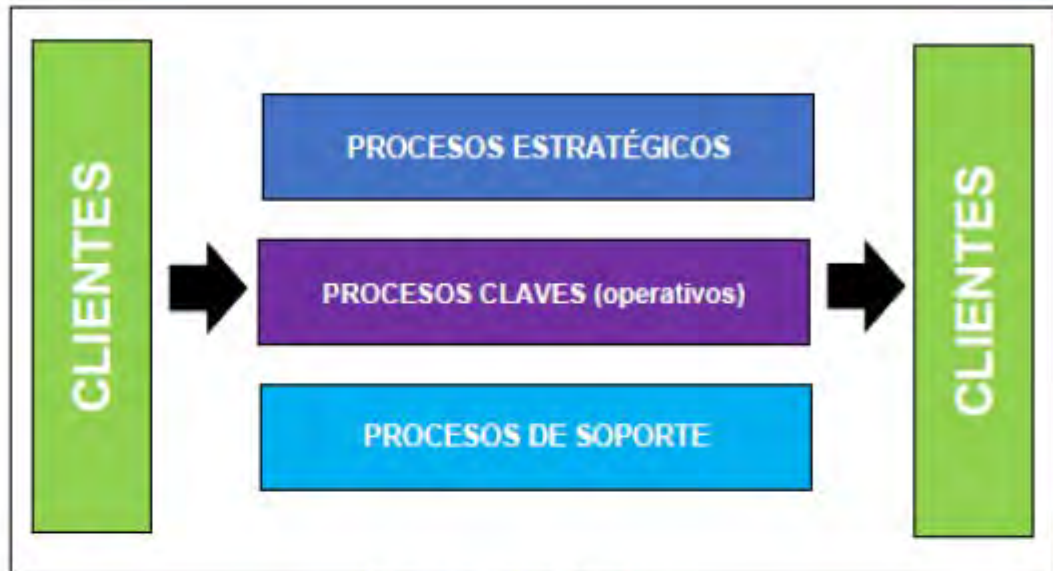 CLIENTES
PROCESOS ESTRATÉGICOS
PROCESOS CLAVES (operativos)
PROCESOS DE SOPORTE
CLIENTES